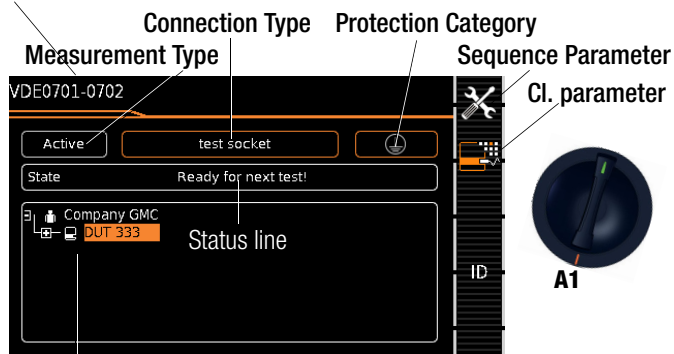 Connection Type Protection Category
Measurement Type Sequence Parameter
VDE0701-0702
Cl. parameter
Active test socket
State Ready for next test!
Company GMC
DUT 333
Status line
ID
A1